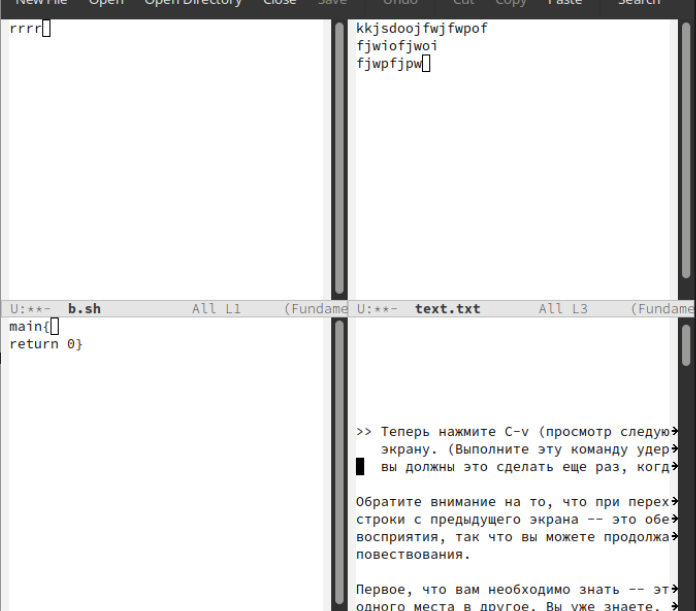 New File Open Open Directory Close Save Undo Cut Copy Paste Search
rrrr
U:**- b.sh All L1 (Fundame
kkjsdoojfwjfwpof
fjwiofjwoi
fjwpfjpw
U:**- text.txt All L3 (Fundame
main{
return 0}
>> Теперь нажмите C-v (просмотр следую
экрану. (Выполните эту команду удер
вы должны это сделать еще раз, когд
Обратите внимание на то, что при перех
строки с предыдущего экрана -- это обе
восприятия, так что вы можете продолжа
повествования.
Первое, что вам необходимо знать -- эт
одного места в другое. Вы уже знаете,